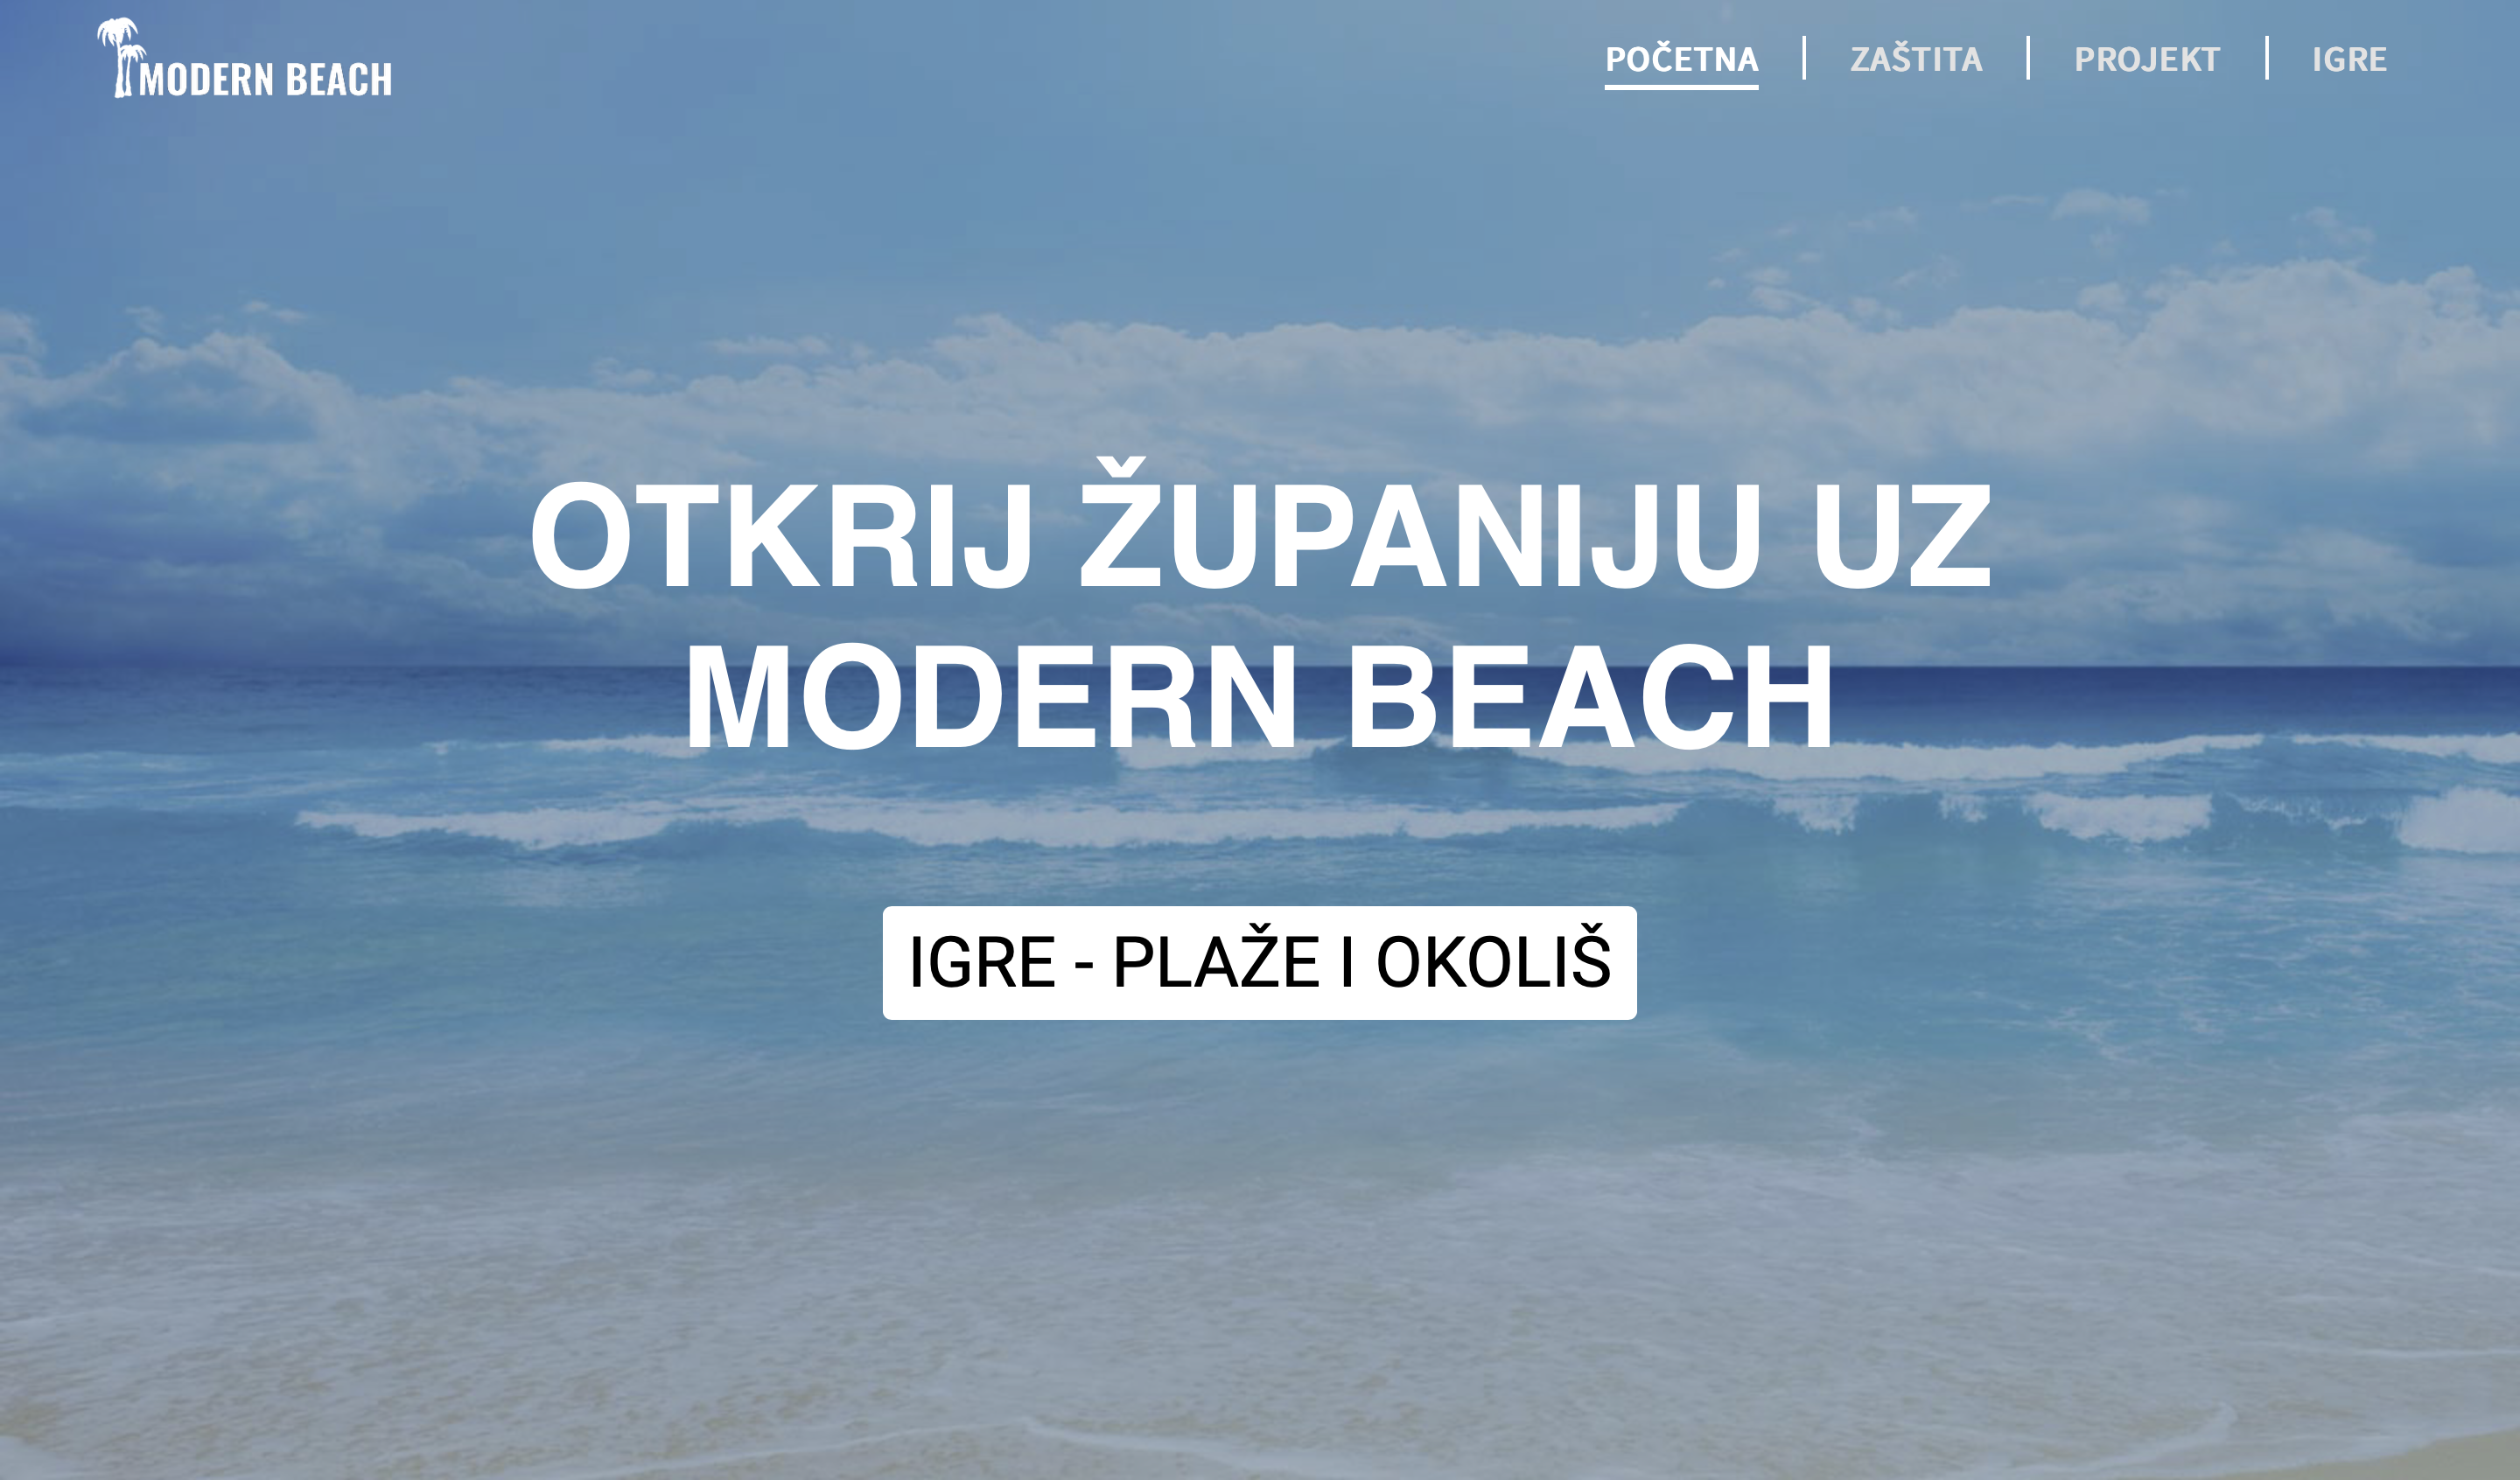 MODERN BEACH
POČETNA
ZAŠTITA
PROJEKT
IGRE
OTKRIJ ŽUPANIJU UZ
MODERN BEACH
IGRE - PLAŽE I OKOLIŠ